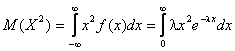 M(X²) = ∫_{-∞}^{∞} x² f(x)dx = ∫_{0}^{∞} λx² e^{-λx} dx